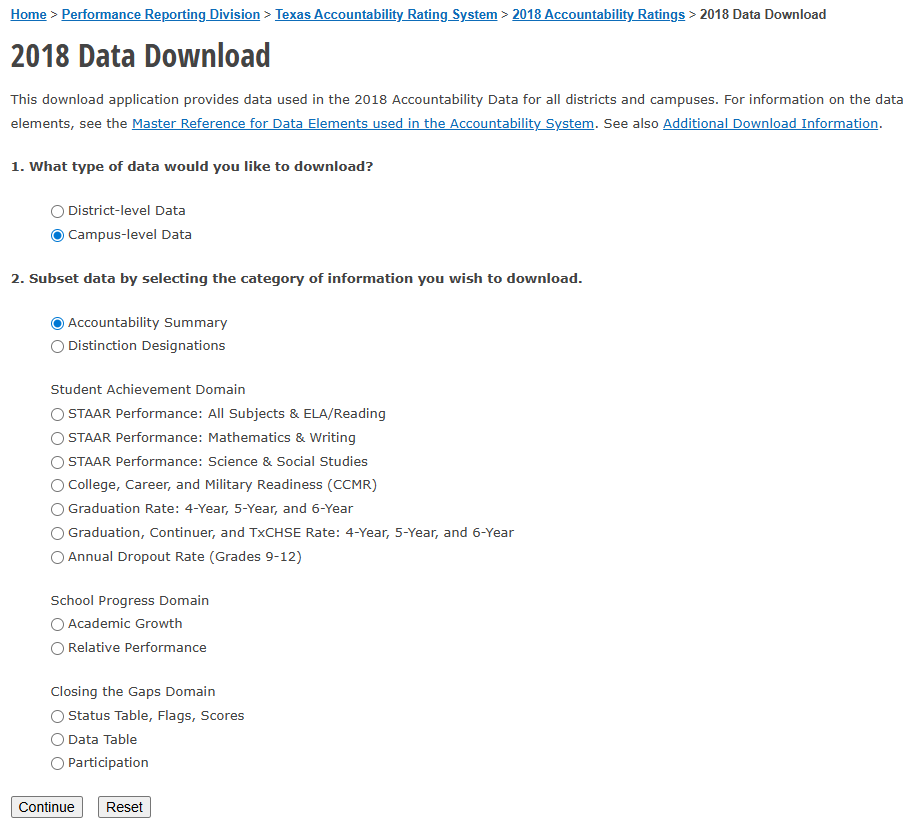 Home > Performance Reporting Division > Texas Accountability Rating System > 2018 Accountability Ratings > 2018 Data Download
2018 Data Download
This download application provides data used in the 2018 Accountability Data for all districts and campuses. For information on the data
elements, see the Master Reference for Data Elements used in the Accountability System. See also Additional Download Information.
1. What type of data would you like to download?
District-level Data
Campus-level Data
2. Subset data by selecting the category of information you wish to download.
Accountability Summary
Distinction Designations
Student Achievement Domain
STAAR Performance: All Subjects & ELA/Reading
STAAR Performance: Mathematics & Writing
STAAR Performance: Science & Social Studies
College, Career, and Military Readiness (CCMR)
Graduation Rate: 4-Year, 5-Year, and 6-Year
Graduation, Continuer, and TxCHSE Rate: 4-Year, 5-Year, and 6-Year
Annual Dropout Rate (Grades 9-12)
School Progress Domain
Academic Growth
Relative Performance
Closing the Gaps Domain
Status Table, Flags, Scores
Data Table
Participation
Continue Reset